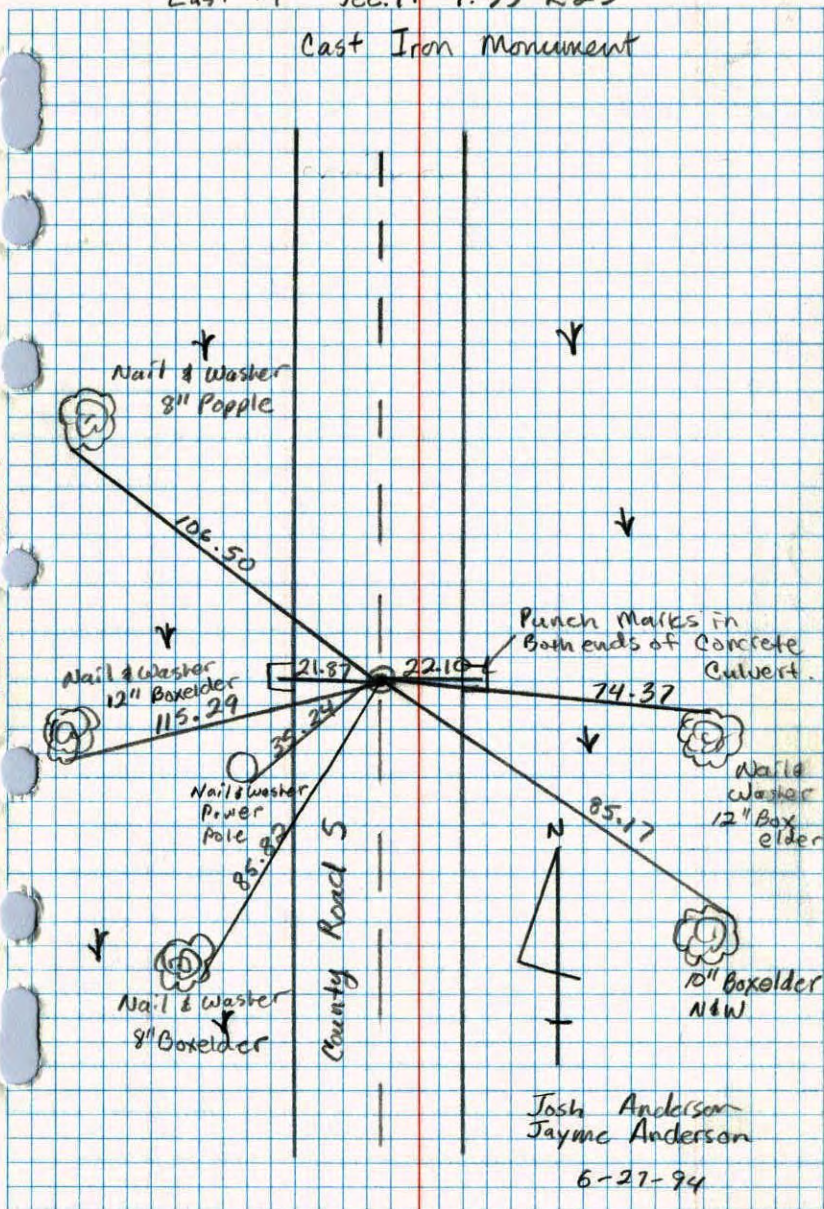 Cast Iron Monument
Nail & Washer
8" Popple
106.50
Punch Marks in
Both ends of Concrete
Culvert.
21.87
22.10
Nail & Washer
12" Boxelder
115.29
74.37
35.24
Nail & Washer
Power
Pole
Nail &
Washer
12" Box
elder
85.82
85.17
N
County Road 5
10" Boxelder
N&W
Nail & Washer
8" Boxelder
Josh Anderson
Jayme Anderson
6-27-94